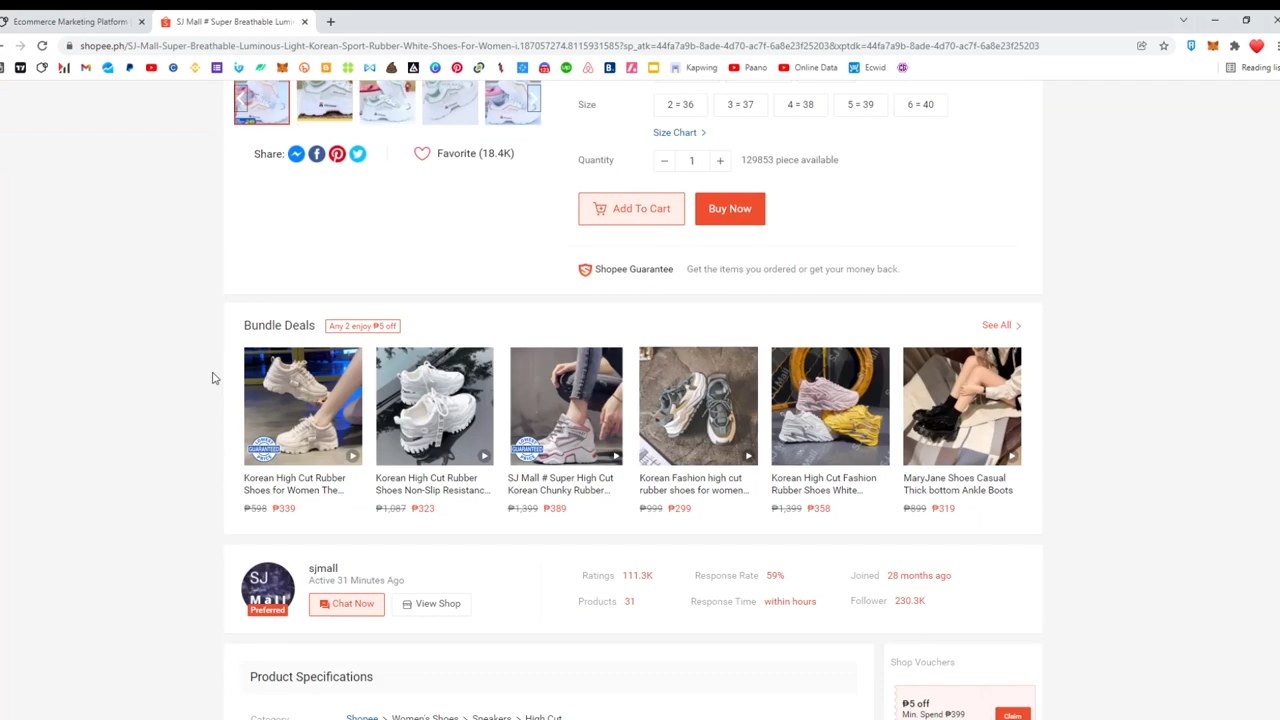 Ecommerce Marketing Platform
SJ Mall # Super Breathable Lumin
shopee.ph/SJ-Mall-Super-Breathable-Luminous-Light-Korean-Sport-Rubber-White-Shoes-For-Women-i.187057274.8115931585?sp_atk=44fa7a9b-8ade-4d70-ac7f-6a8e23f25203&xptdk=44fa7a9b-8ade-4d70-ac7f-6a8e23f25203
Kapwing Paano Online Data Ecwid Reading list
Size 2 = 36 3 = 37 4 = 38 5 = 39 6 = 40
Size Chart >
Share: Favorite (18.4K)
Quantity − 1 + 129853 piece available
Add To Cart Buy Now
Shopee Guarantee Get the items you ordered or get your money back.
Bundle Deals Any 2 enjoy ₱5 off See All >
LOWEST PRICE GUARANTEED
Korean High Cut Rubber
Shoes for Women The...
₱598 ₱339
Korean High Cut Rubber
Shoes Non-Slip Resistanc...
₱1,087 ₱323
SJ Mall # Super High Cut
Korean Chunky Rubber...
₱1,399 ₱389
Korean Fashion high cut
rubber shoes for women...
₱999 ₱299
Korean High Cut Fashion
Rubber Shoes White...
₱1,399 ₱358
MaryJane Shoes Casual
Thick bottom Ankle Boots
₱899 ₱319
SJ
Mall
Preferred
sjmall
Active 31 Minutes Ago
Chat Now View Shop
Ratings 111.3K Response Rate 59% Joined 28 months ago
Products 31 Response Time within hours Follower 230.3K
Product Specifications
Category Shopee > Women's Shoes > Sneakers > High Cut
Shop Vouchers
₱5 off
Min. Spend ₱399
Claim